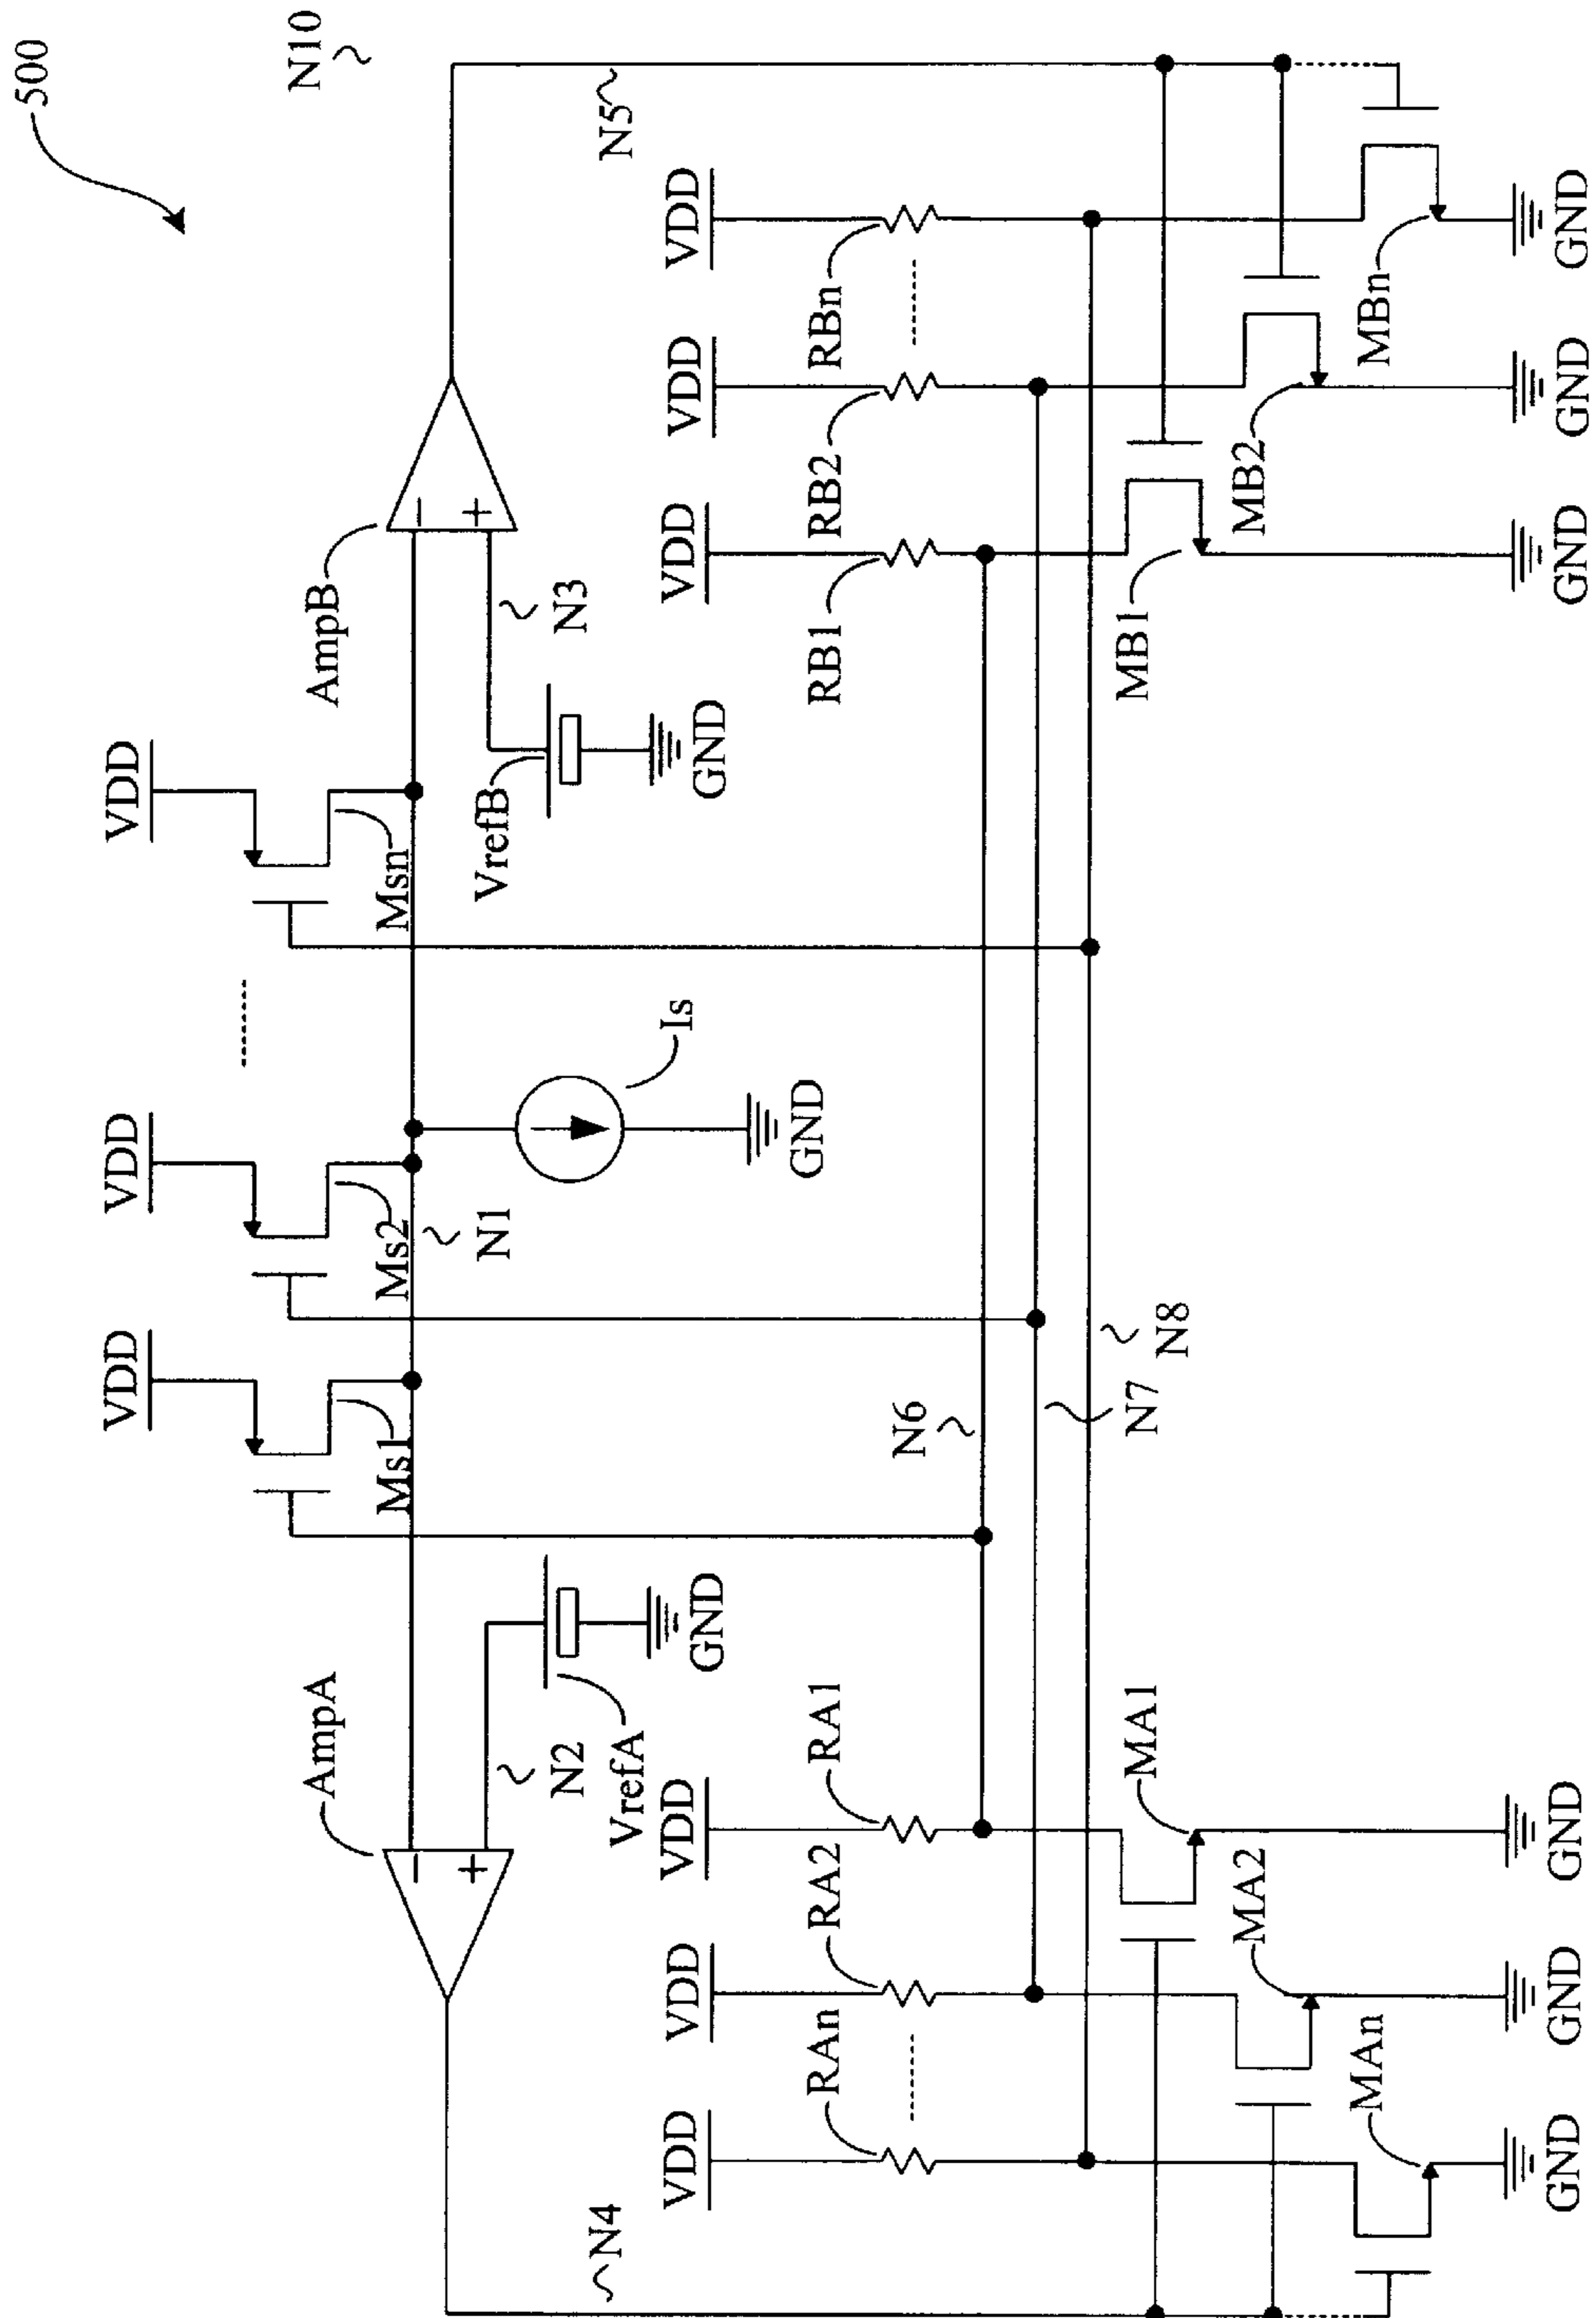 500
VDD
VDD
VDD
N10
AmpA
AmpB
Ms1
Ms2
Msn
N1
VrefB
N2
N3
N4
N5
VrefA
Is
VDD
VDD
VDD
VDD
VDD
VDD
GND
GND
GND
RAn
RA2
RA1
RB1
RB2
RBn
N6
N7
N8
MA1
MB1
MA2
MB2
MAn
MBn
GND
GND
GND
GND
GND
GND